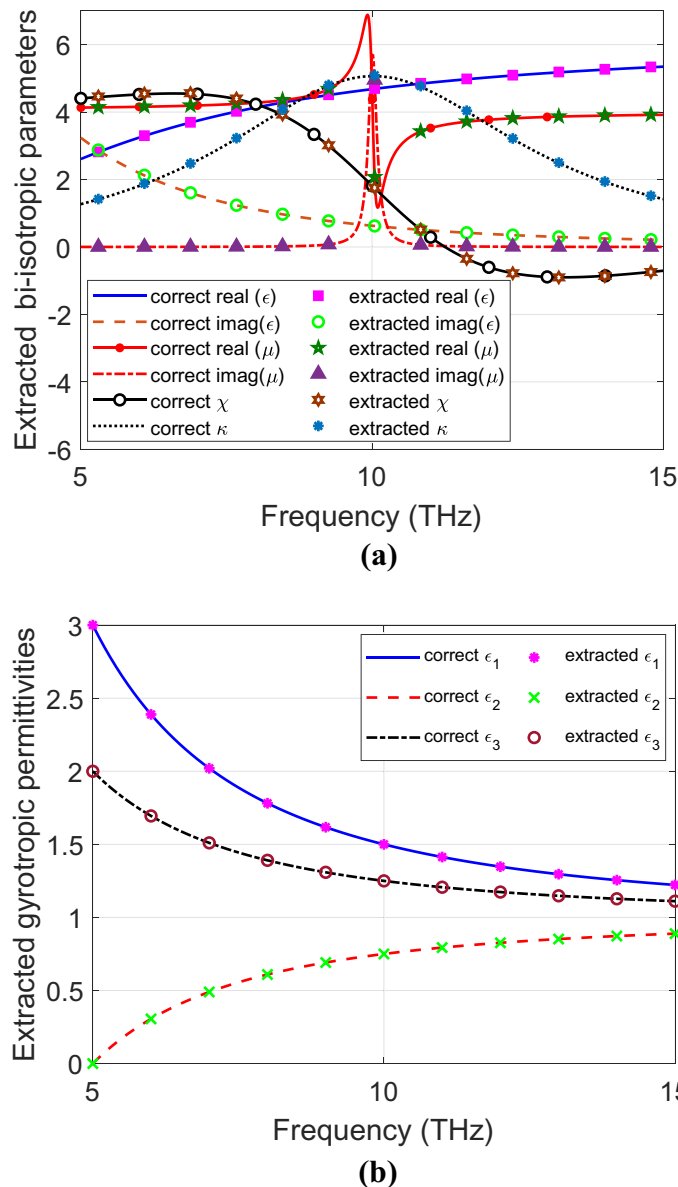 Extracted bi-isotropic parameters
6
4
2
0
-2
-4
-6
correct real (ϵ)
correct imag(ϵ)
correct real (μ)
correct imag(μ)
correct χ
correct κ
extracted real (ϵ)
extracted imag(ϵ)
extracted real (μ)
extracted imag(μ)
extracted χ
extracted κ
5 10 15
Frequency (THz)
(a)
Extracted gyrotropic permittivities
3
2.5
2
1.5
1
0.5
0
correct ϵ1
correct ϵ2
correct ϵ3
extracted ϵ1
extracted ϵ2
extracted ϵ3
5 10 15
Frequency (THz)
(b)